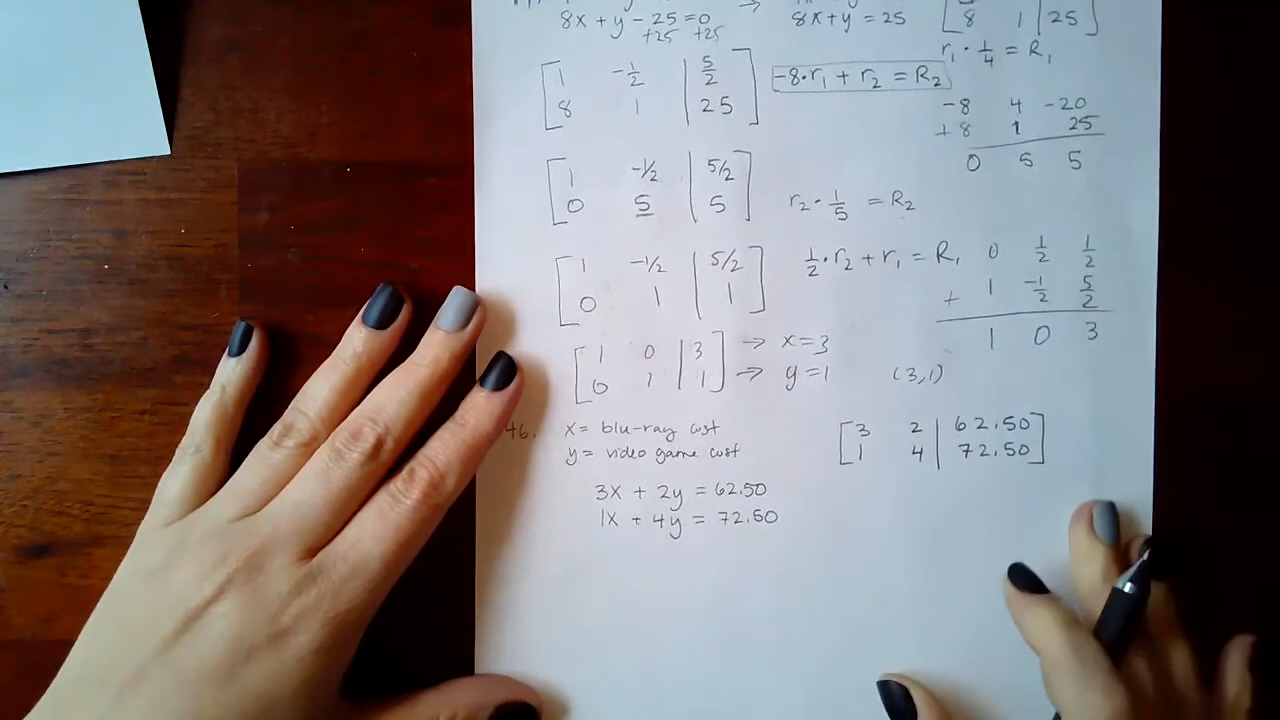 8x + y - 25 = 0 → 8x + y = 25 [8 1 | 25]
+25 +25
r₁ · 1/4 = R₁
[1 -1/2 | 5/2
8 1 | 25]
-8·r₁ + r₂ = R₂
-8 4 -20
+8 1 25
0 5 5
[1 -1/2 | 5/2
0 5 | 5]
r₂ · 1/5 = R₂
[1 -1/2 | 5/2
0 1 | 1]
1/2 · r₂ + r₁ = R₁
0 1/2 1/2
+ 1 -1/2 5/2
1 0 3
[1 0 | 3 → x = 3
0 1 | 1] → y = 1 (3,1)
46. x = blu-ray cost
y = video game cost
[3 2 | 62.50
1 4 | 72.50]
3x + 2y = 62.50
1x + 4y = 72.50